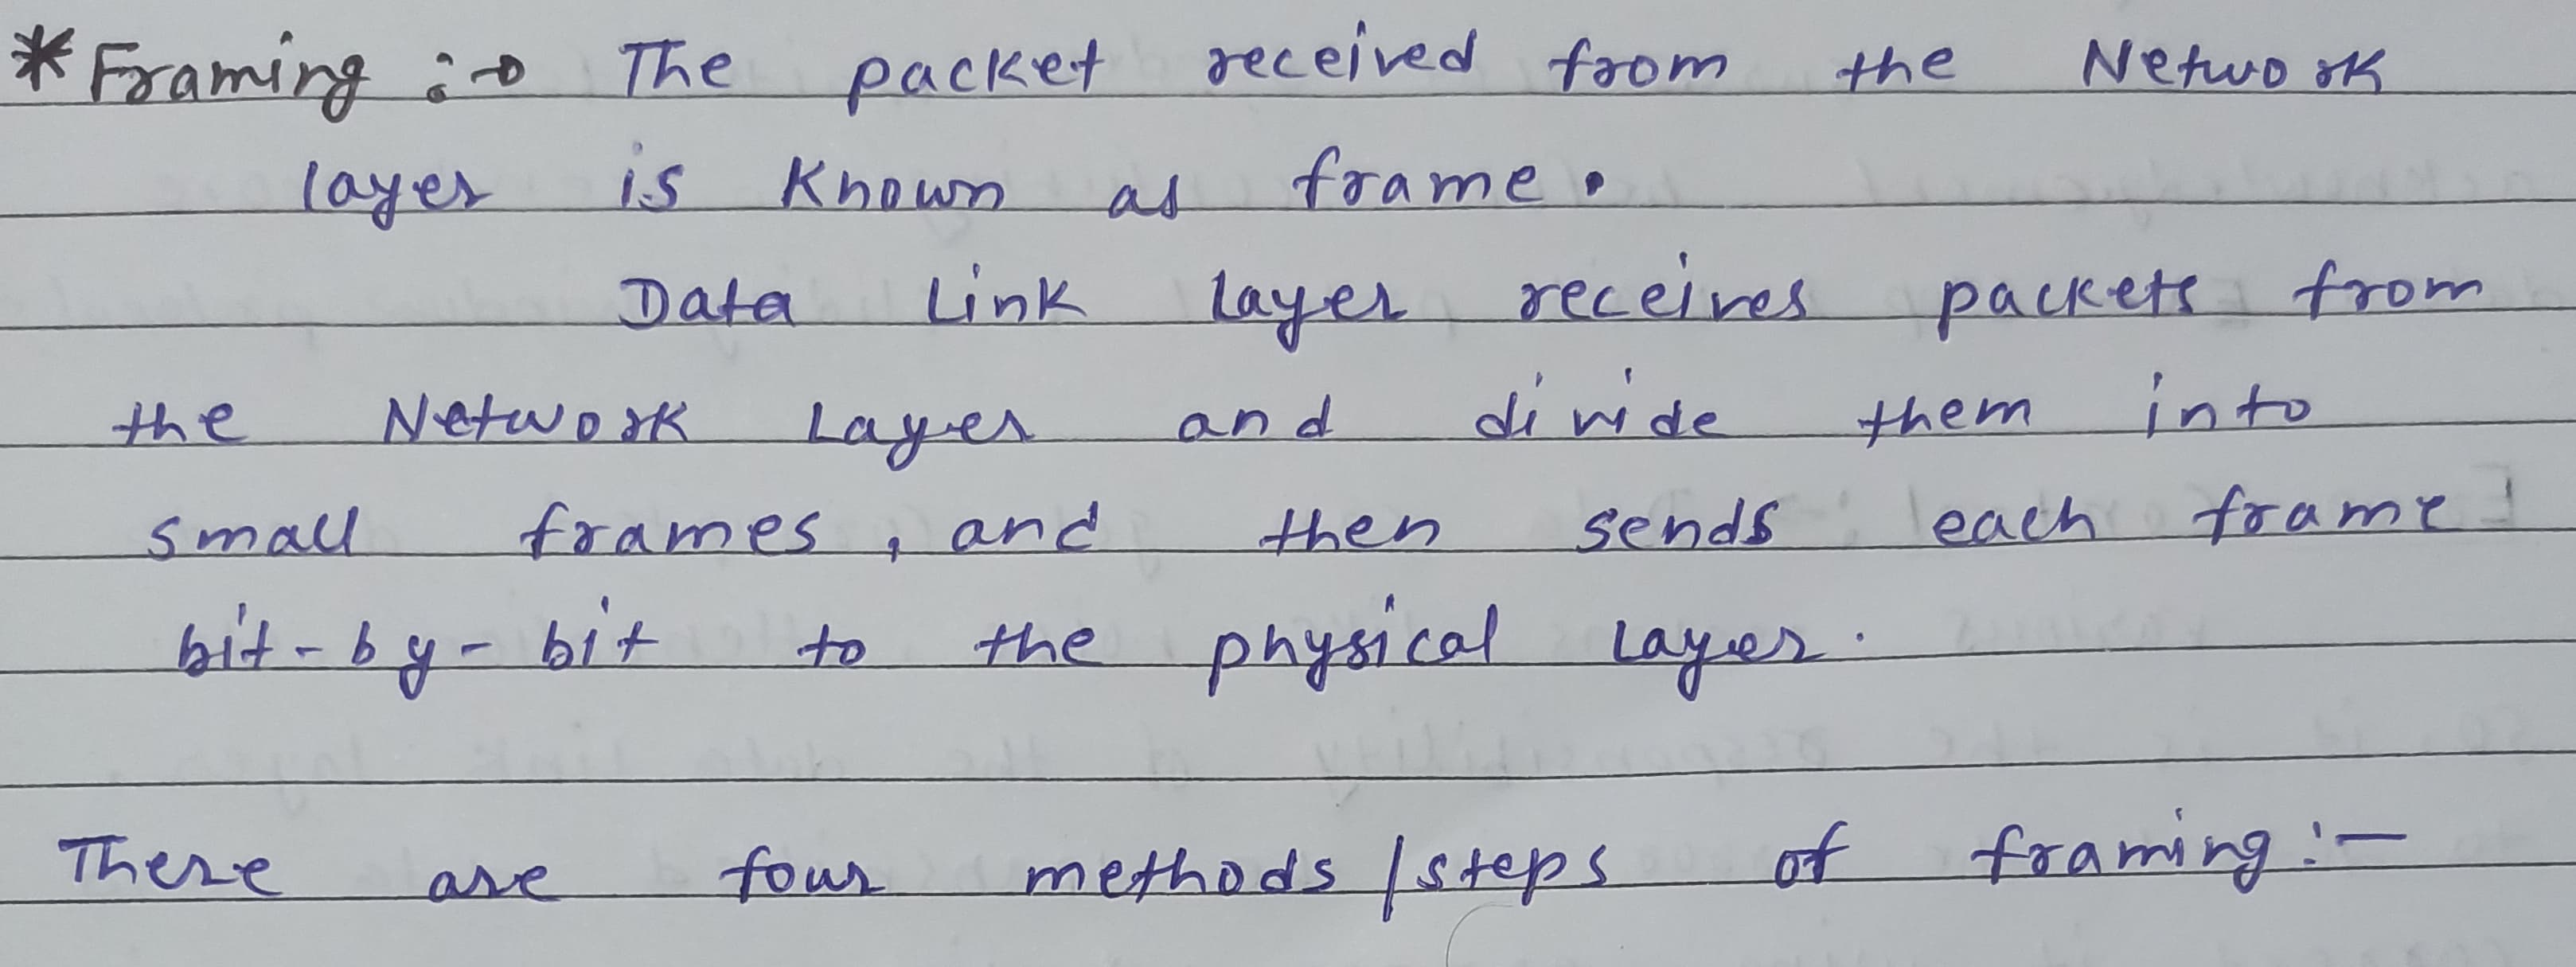 * Framing :→ The packet received from the Network
layer is known as frame.
Data Link layer receives packets from
the Network Layer and divide them into
small frames, and then sends each frame
bit-by-bit to the physical layer.
There are four methods/steps of framing:-